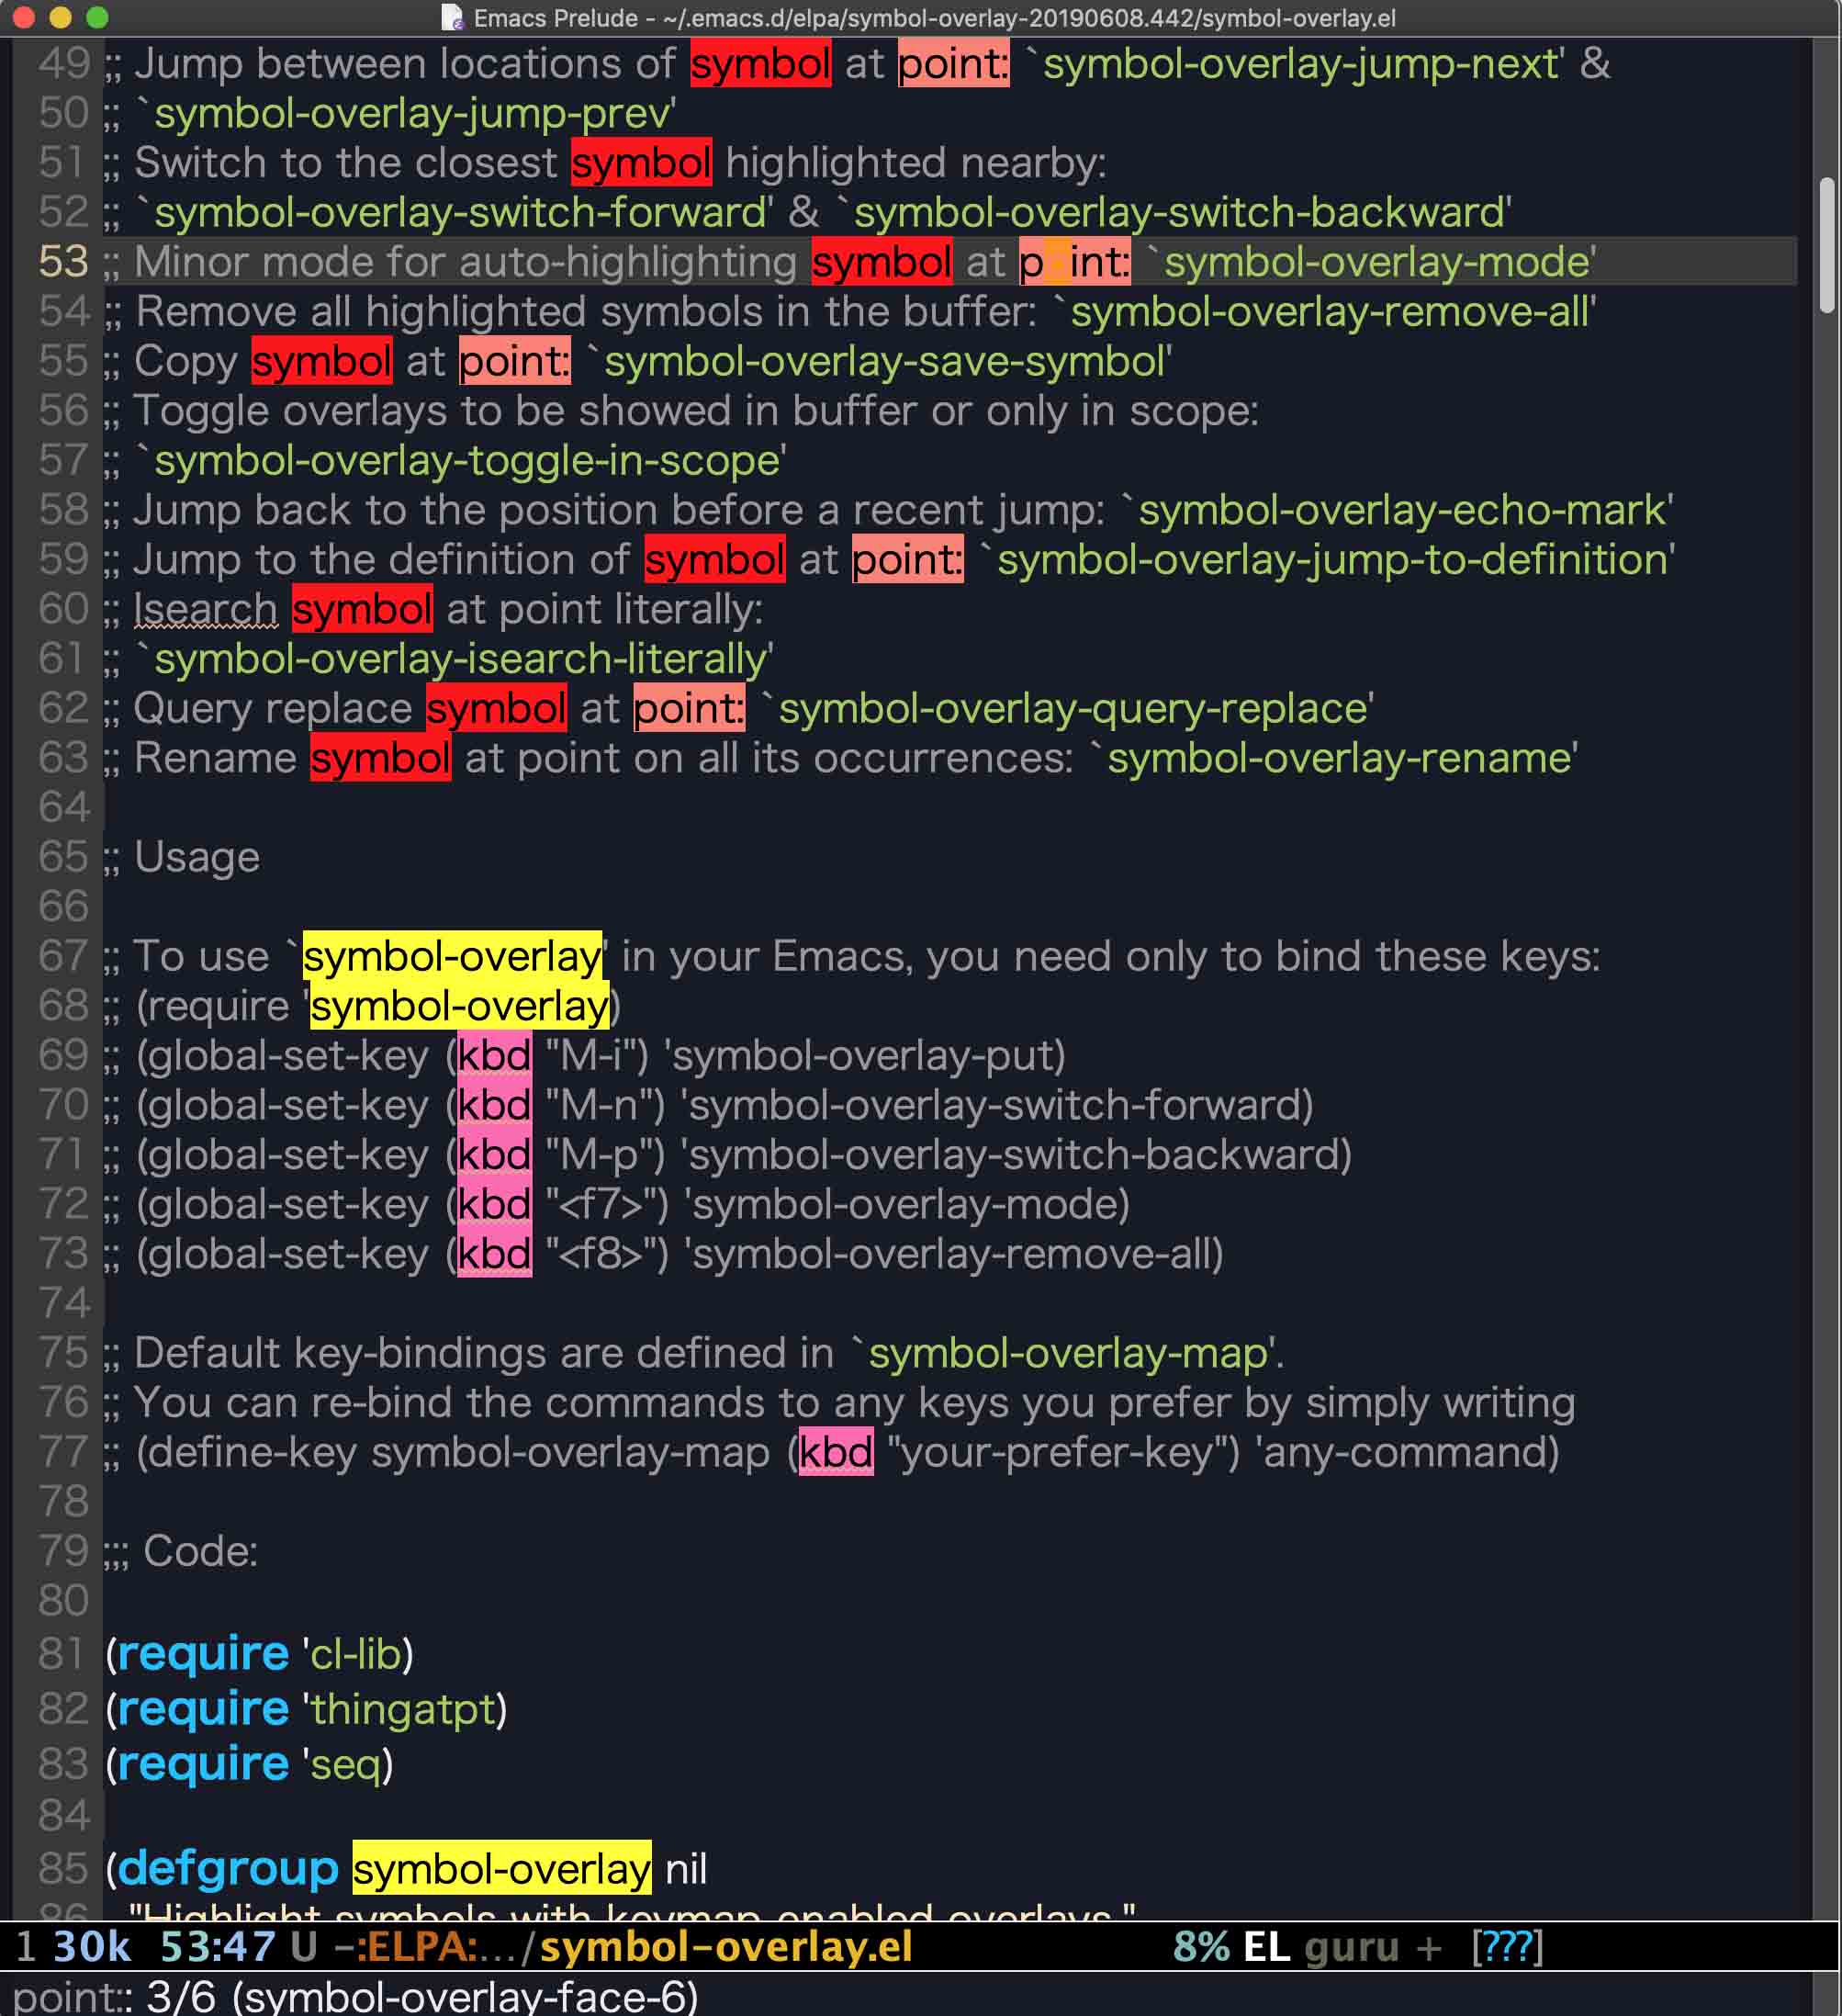 Emacs Prelude - ~/.emacs.d/elpa/symbol-overlay-20190608.442/symbol-overlay.el
49 ;; Jump between locations of symbol at point: `symbol-overlay-jump-next' &
50 ;; `symbol-overlay-jump-prev'
51 ;; Switch to the closest symbol highlighted nearby:
52 ;; `symbol-overlay-switch-forward' & `symbol-overlay-switch-backward'
53 ;; Minor mode for auto-highlighting symbol at point: `symbol-overlay-mode'
54 ;; Remove all highlighted symbols in the buffer: `symbol-overlay-remove-all'
55 ;; Copy symbol at point: `symbol-overlay-save-symbol'
56 ;; Toggle overlays to be showed in buffer or only in scope:
57 ;; `symbol-overlay-toggle-in-scope'
58 ;; Jump back to the position before a recent jump: `symbol-overlay-echo-mark'
59 ;; Jump to the definition of symbol at point: `symbol-overlay-jump-to-definition'
60 ;; Isearch symbol at point literally:
61 ;; `symbol-overlay-isearch-literally'
62 ;; Query replace symbol at point: `symbol-overlay-query-replace'
63 ;; Rename symbol at point on all its occurrences: `symbol-overlay-rename'
64
65 ;; Usage
66
67 ;; To use `symbol-overlay' in your Emacs, you need only to bind these keys:
68 ;; (require 'symbol-overlay)
69 ;; (global-set-key (kbd "M-i") 'symbol-overlay-put)
70 ;; (global-set-key (kbd "M-n") 'symbol-overlay-switch-forward)
71 ;; (global-set-key (kbd "M-p") 'symbol-overlay-switch-backward)
72 ;; (global-set-key (kbd "<f7>") 'symbol-overlay-mode)
73 ;; (global-set-key (kbd "<f8>") 'symbol-overlay-remove-all)
74
75 ;; Default key-bindings are defined in `symbol-overlay-map'.
76 ;; You can re-bind the commands to any keys you prefer by simply writing
77 ;; (define-key symbol-overlay-map (kbd "your-prefer-key") 'any-command)
78
79 ;;; Code:
80
81 (require 'cl-lib)
82 (require 'thingatpt)
83 (require 'seq)
84
85 (defgroup symbol-overlay nil
86 "Highlight symbols with keymap-enabled overlays."
1 30k 53:47 U -:ELPA:.../symbol-overlay.el 8% EL guru + [???]
point:: 3/6 (symbol-overlay-face-6)